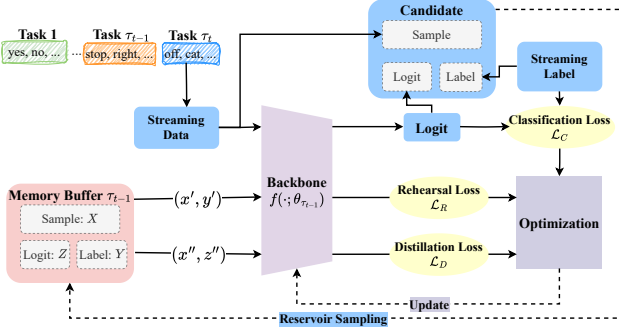 Task 1
yes, no, ...
...
Task τ_{t-1}
stop, right, ...
Task τ_t
off, cat, ...
Candidate
Sample
Logit
Label
Streaming
Label
Streaming
Data
Logit
Classification Loss
ℒ_C
Memory Buffer τ_{t-1}
Sample: X
Logit: Z
Label: Y
(x′, y′)
(x″, z″)
Backbone
f(·; θ_{τ_{t-1}})
Rehearsal Loss
ℒ_R
Distillation Loss
ℒ_D
Optimization
Update
Reservoir Sampling